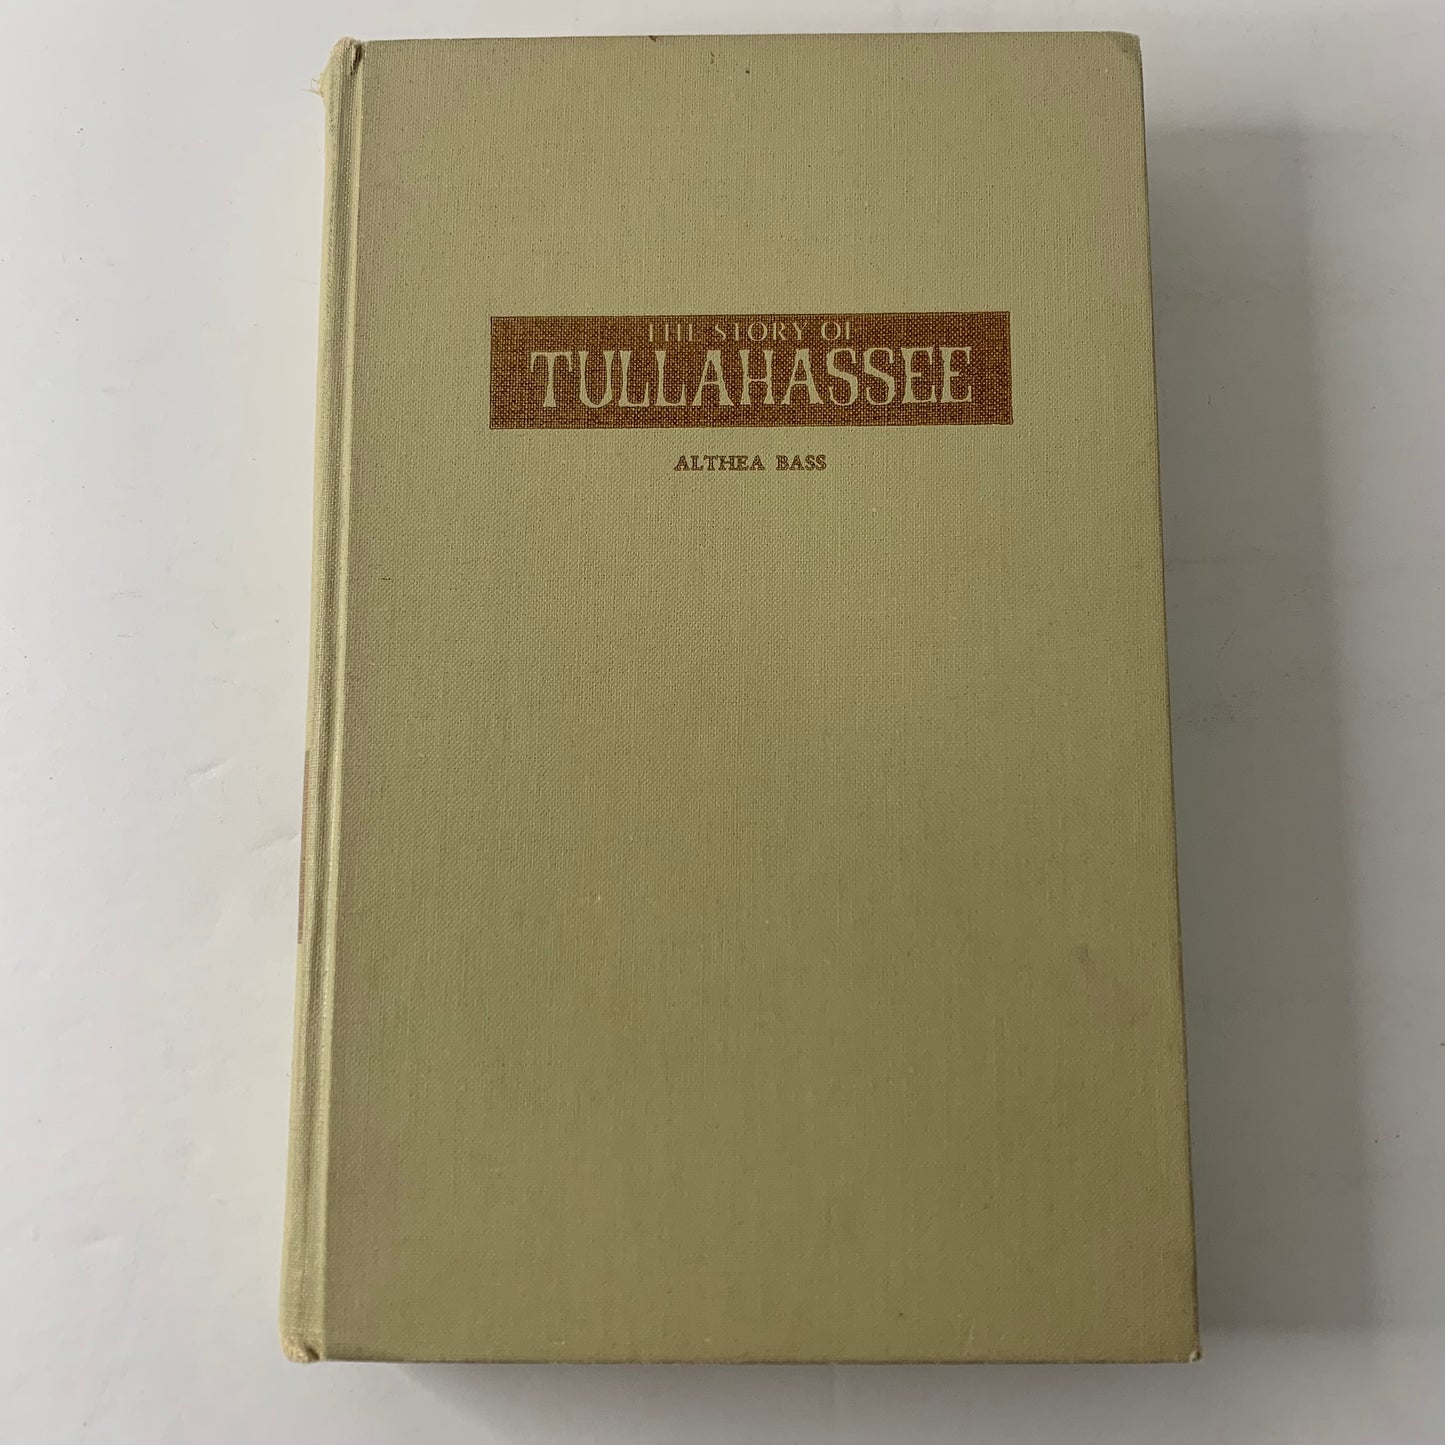 THE STORY OF
TULLAHASSEE
ALTHEA BASS